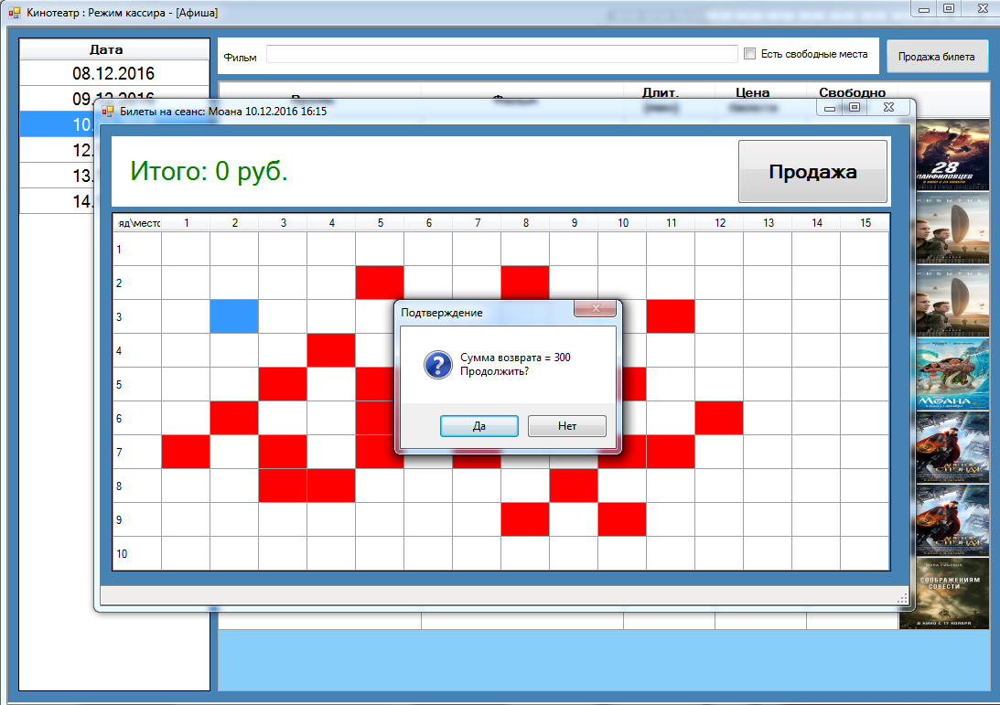 Кинотеатр : Режим кассира - [Афиша]
Дата
Фильм
Есть свободные места
Продажа билета
08.12.2016
09.12.2016
10.
12.
13.
14.
Длит.
Цена
Свободно
Билеты на сеанс: Моана 10.12.2016 16:15
Итого: 0 руб.
Продажа
яд\место 1 2 3 4 5 6 7 8 9 10 11 12 13 14 15
1
2
3
4
5
6
7
8
9
10
Подтверждение
Сумма возврата = 300
Продолжить?
Да
Нет
28
ПАНФИЛОВЦЕВ
МОАНА
ДОКТОР
СТРЭНДЖ
ДОКТОР
СТРЭНДЖ
СООБРАЖЕНИЯМ
СОВЕСТИ
В КИНО С 17 НОЯБРЯ